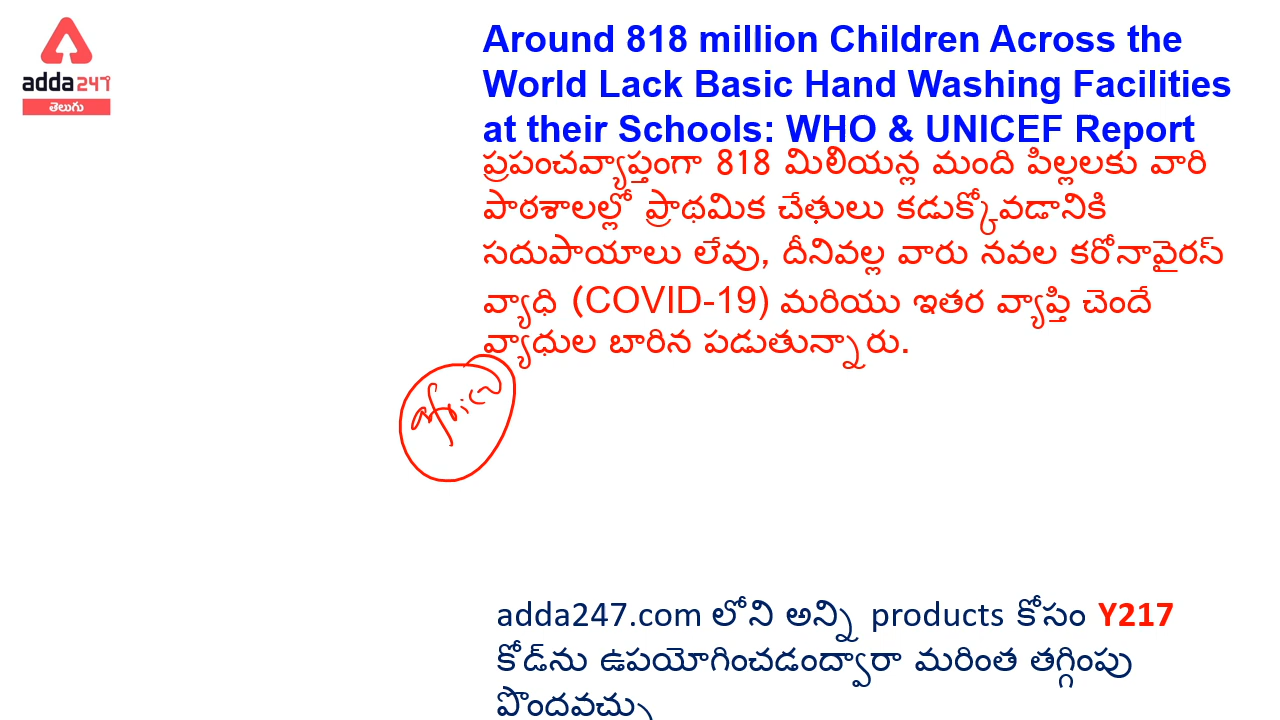 adda247
తెలుగు
Around 818 million Children Across the
World Lack Basic Hand Washing Facilities
at their Schools: WHO & UNICEF Report
ప్రపంచవ్యాప్తంగా 818 మిలియన్ల మంది పిల్లలకు వారి
పాఠశాలల్లో ప్రాథమిక చేతులు కడుక్కోవడానికి
సదుపాయాలు లేవు, దీనివల్ల వారు నవల కరోనావైరస్
వ్యాధి (COVID-19) మరియు ఇతర వ్యాప్తి చెందే
వ్యాధుల బారిన పడుతున్నారు.
africa
adda247.com లోని అన్ని products కోసం Y217
కోడ్‌ను ఉపయోగించడంద్వారా మరింత తగ్గింపు
పొందవచ్చు